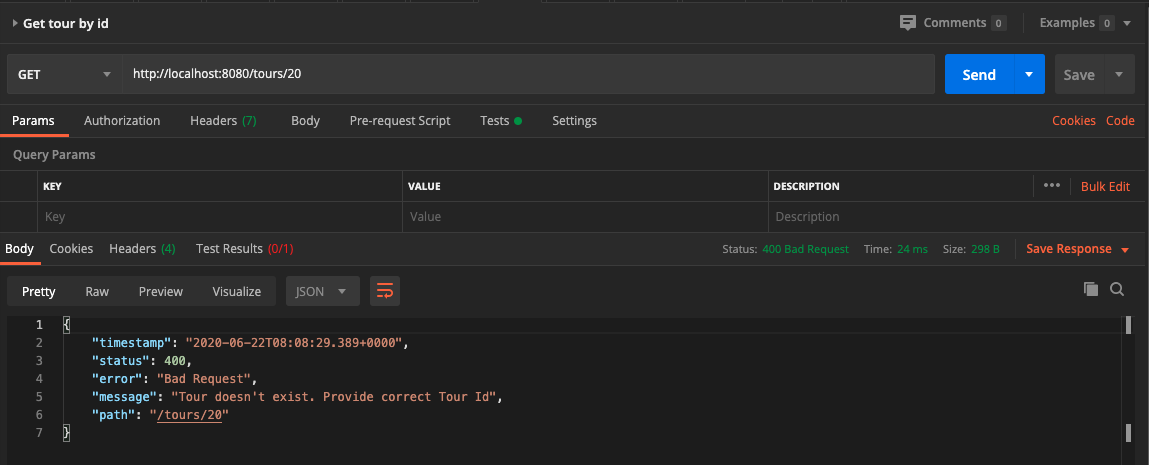 Get tour by id
Comments 0 Examples 0
GET http://localhost:8080/tours/20 Send Save
Params Authorization Headers (7) Body Pre-request Script Tests Settings Cookies Code
Query Params
KEY VALUE DESCRIPTION ••• Bulk Edit
Key Value Description
Body Cookies Headers (4) Test Results (0/1) Status: 400 Bad Request Time: 24 ms Size: 298 B Save Response
Pretty Raw Preview Visualize JSON
1 {
2 "timestamp": "2020-06-22T08:08:29.389+0000",
3 "status": 400,
4 "error": "Bad Request",
5 "message": "Tour doesn't exist. Provide correct Tour Id",
6 "path": "/tours/20"
7 }